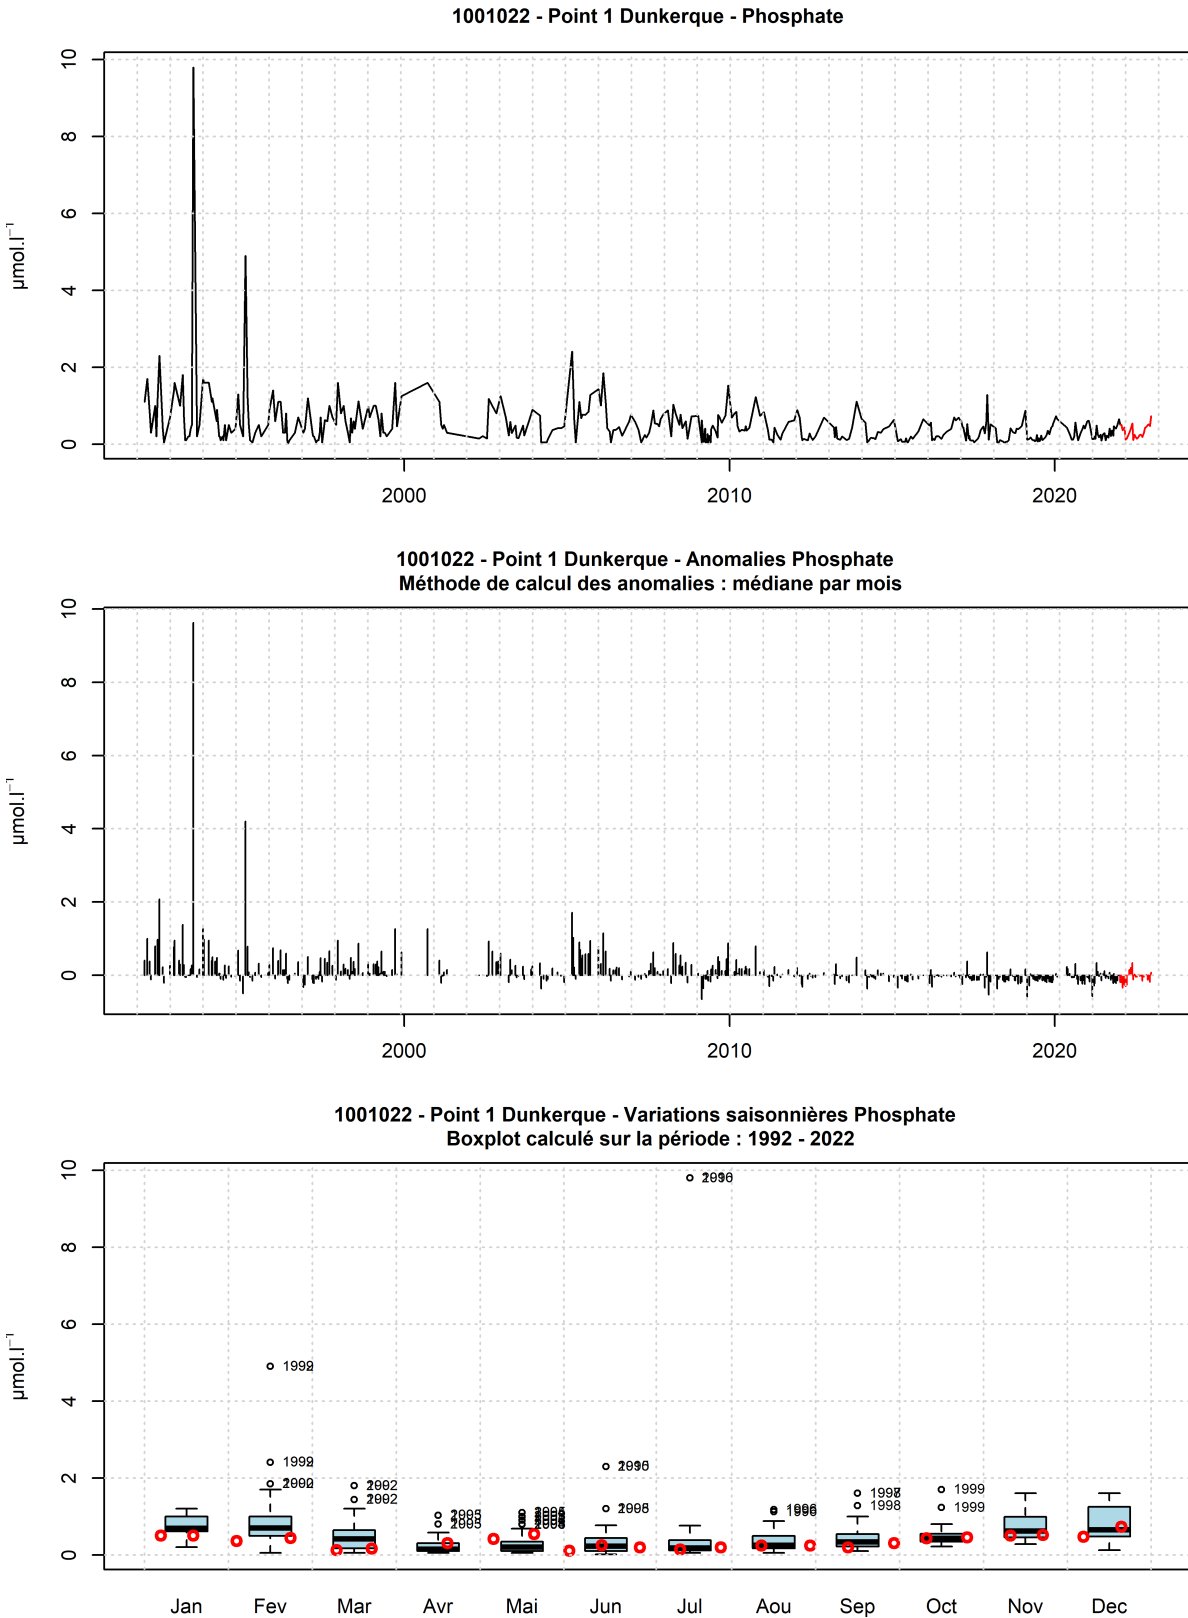 1001022 - Point 1 Dunkerque - Phosphate
10
8
6
4
2
0
µmol.l⁻¹
2000
2010
2020
1001022 - Point 1 Dunkerque - Anomalies Phosphate
Méthode de calcul des anomalies : médiane par mois
10
8
6
4
2
0
µmol.l⁻¹
2000
2010
2020
1001022 - Point 1 Dunkerque - Variations saisonnières Phosphate
Boxplot calculé sur la période : 1992 - 2022
10
8
6
4
2
0
µmol.l⁻¹
1998
1999
1999
Jan
Fev
Mar
Avr
Mai
Jun
Jul
Aou
Sep
Oct
Nov
Dec